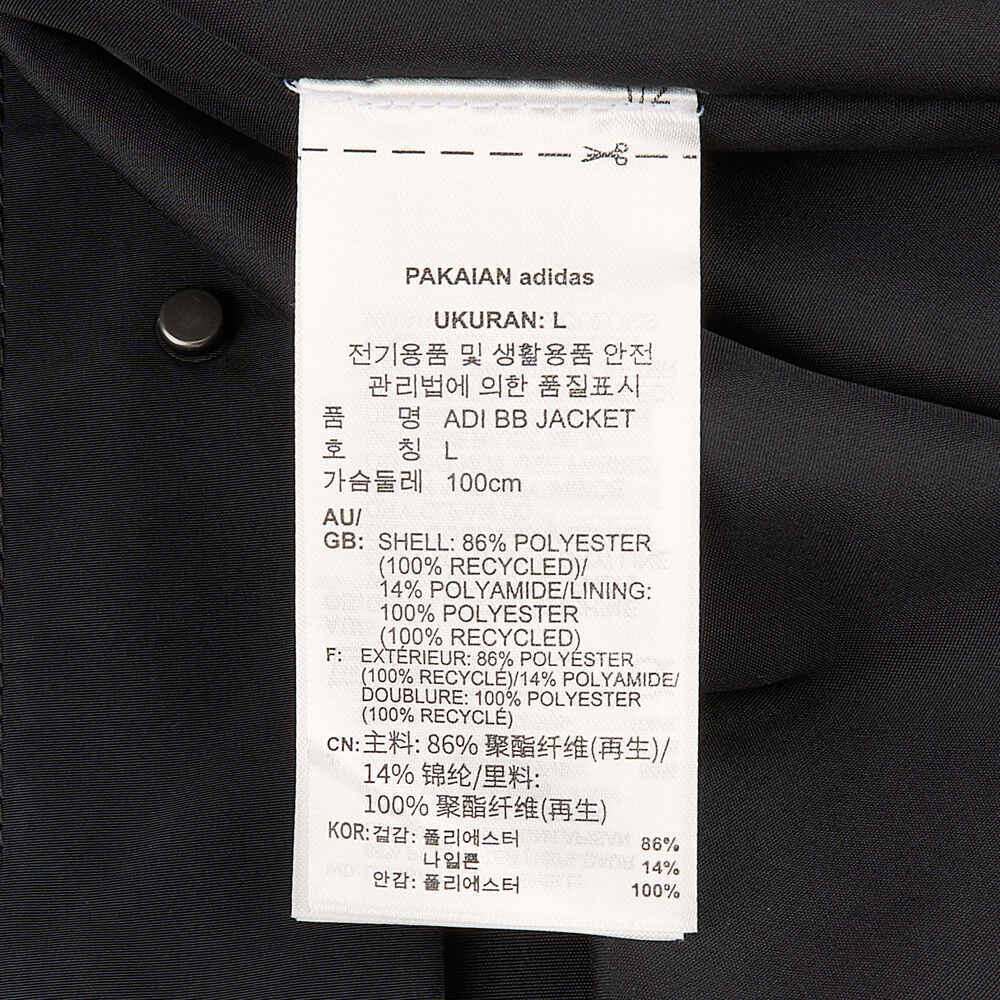 PAKAIAN adidas
UKURAN: L
전기용품 및 생활용품 안전
관리법에 의한 품질표시
품 명 ADI BB JACKET
호 칭 L
가슴둘레 100cm
AU/
GB: SHELL: 86% POLYESTER
(100% RECYCLED)/
14% POLYAMIDE/LINING:
100% POLYESTER
(100% RECYCLED)
F: EXTÉRIEUR: 86% POLYESTER
(100% RECYCLÉ)/14% POLYAMIDE/
DOUBLURE: 100% POLYESTER
(100% RECYCLÉ)
CN: 主料: 86% 聚酯纤维(再生)/
14% 锦纶/里料:
100% 聚酯纤维(再生)
KOR: 겉감: 폴리에스터 86%
나일론 14%
안감: 폴리에스터 100%